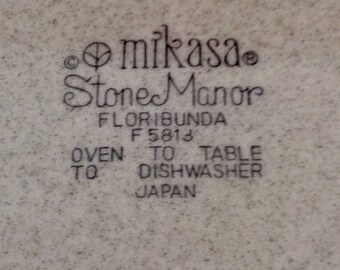 © mikasa®
Stone Manor
FLORIBUNDA
F 5813
OVEN TO TABLE
TO DISHWASHER
JAPAN